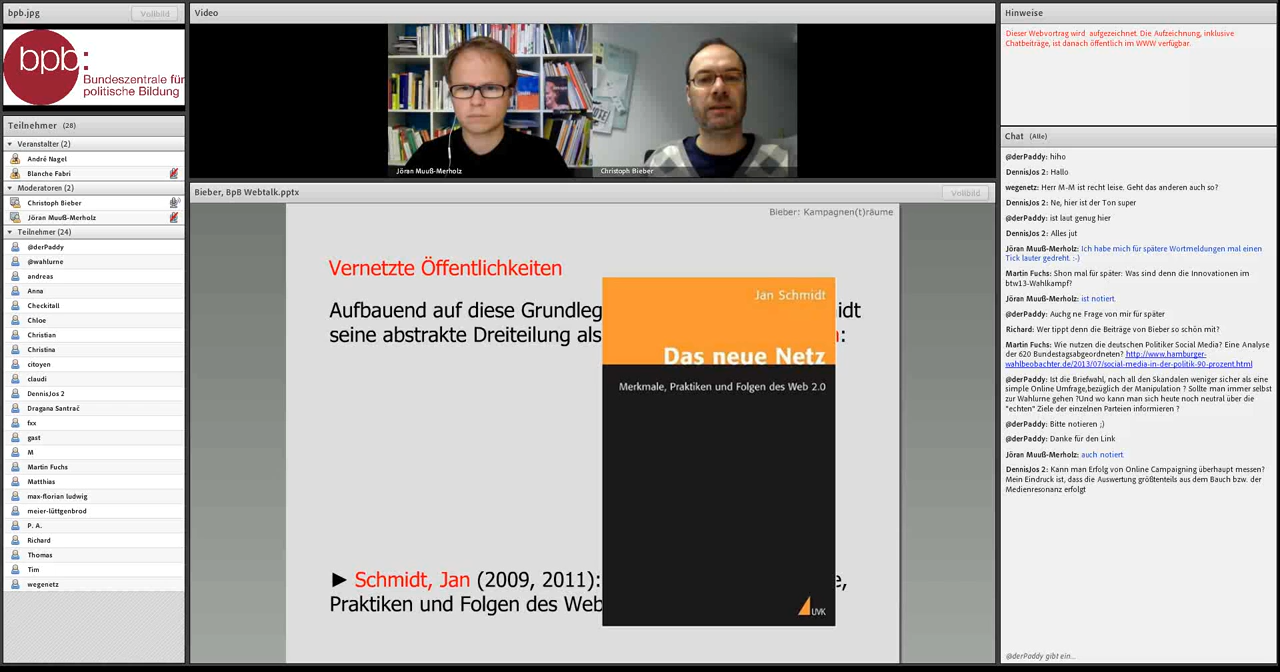 bpb.jpg
Vollbild
bpb:
Bundeszentrale für
politische Bildung
Teilnehmer (28)
Veranstalter (2)
André Nagel
Blanche Fabri
Moderatoren (2)
Christoph Bieber
Jöran Muuß-Merholz
Teilnehmer (24)
@derPaddy
@wahlurne
andreas
Anna
Checkitall
Chloe
Christian
Christina
citoyen
claudi
DennisJos 2
Dragana Santrač
fxx
gast
M
Martin Fuchs
Matthias
max-florian ludwig
meier-lüttgenbrod
P. A.
Richard
Thomas
Tim
wegenetz
Video
Jöran Muuß-Merholz
Christoph Bieber
Bieber, BpB Webtalk.pptx
Vollbild
Bieber: Kampagnen(t)räume
Vernetzte Öffentlichkeiten
Aufbauend auf diese Grundleg
idt
seine abstrakte Dreiteilung als
:
Jan Schmidt
Das neue Netz
Merkmale, Praktiken und Folgen des Web 2.0
UVK
► Schmidt, Jan (2009, 2011):
e,
Praktiken und Folgen des Web
Hinweise
Dieser Webvortrag wird aufgezeichnet. Die Aufzeichnung, inklusive
Chatbeiträge, ist danach öffentlich im WWW verfügbar.
Chat (Alle)
@derPaddy: hiho
DennisJos 2: Hallo
wegenetz: Herr M-M ist recht leise. Geht das anderen auch so?
DennisJos 2: Ne, hier ist der Ton super
@derPaddy: ist laut genug hier
DennisJos 2: Alles jut
Jöran Muuß-Merholz: Ich habe mich für spätere Wortmeldungen mal einen
Tick lauter gedreht. :-)
Martin Fuchs: Schon mal für später: Was sind denn die Innovationen im
btw13-Wahlkampf?
Jöran Muuß-Merholz: ist notiert.
@derPaddy: Auchg ne Frage von mir für später
Richard: Wer tippt denn die Beiträge von Bieber so schön mit?
Martin Fuchs: Wie nutzen die deutschen Politiker Social Media? Eine Analyse
der 620 Bundestagsabgeordneten? http://www.hamburger-
wahlbeobachter.de/2013/07/social-media-in-der-politik-90-prozent.html
@derPaddy: Ist die Briefwahl, nach all den Skandalen weniger sicher als eine
simple Online Umfrage,bezüglich der Manipulation ? Sollte man immer selbst
zur Wahlurne gehen ?Und wo kann man sich heute noch neutral über die
"echten" Ziele der einzelnen Parteien informieren ?
@derPaddy: Bitte notieren ;)
@derPaddy: Danke für den Link
Jöran Muuß-Merholz: auch notiert.
DennisJos 2: Kann man Erfolg von Online Campaigning überhaupt messen?
Mein Eindruck ist, dass die Auswertung größtenteils aus dem Bauch bzw. der
Medienresonanz erfolgt
@derPaddy gibt ein...